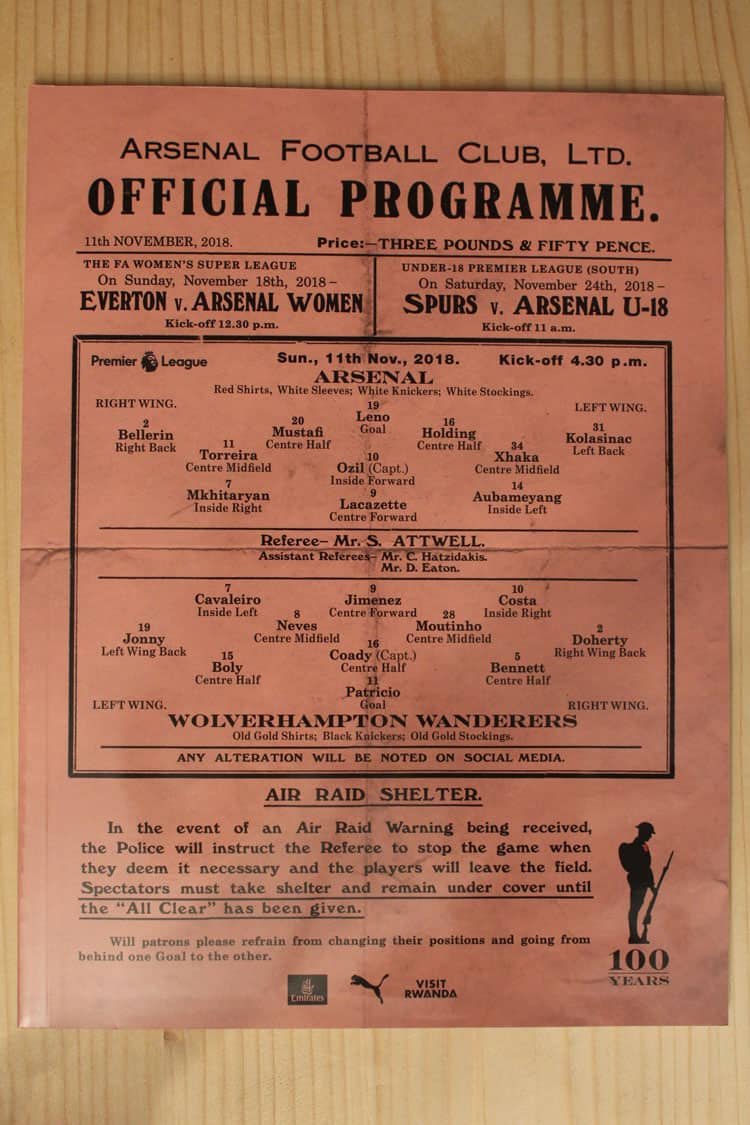 ARSENAL FOOTBALL CLUB, LTD.
OFFICIAL PROGRAMME.
11th NOVEMBER, 2018. Price:—THREE POUNDS & FIFTY PENCE.
THE FA WOMEN'S SUPER LEAGUE
On Sunday, November 18th, 2018 –
EVERTON v. ARSENAL WOMEN
Kick-off 12.30 p.m.
UNDER-18 PREMIER LEAGUE (SOUTH)
On Saturday, November 24th, 2018 –
SPURS v. ARSENAL U-18
Kick-off 11 a.m.
Premier League Sun., 11th Nov., 2018. Kick-off 4.30 p.m.
ARSENAL
Red Shirts, White Sleeves; White Knickers; White Stockings.
RIGHT WING. 19 LEFT WING.
2 20 Leno 16 31
Bellerin Mustafi Goal Holding Kolasinac
Right Back Centre Half Centre Half Left Back
11 10 34
Torreira Ozil (Capt.) Xhaka
Centre Midfield Inside Forward Centre Midfield
7 9 14
Mkhitaryan Lacazette Aubameyang
Inside Right Centre Forward Inside Left
Referee– Mr. S. ATTWELL.
Assistant Referees– Mr. C. Hatzidakis.
Mr. D. Eaton.
7 9 10
Cavaleiro Jimenez Costa
Inside Left Centre Forward Inside Right
8 28
Neves Moutinho
Centre Midfield Centre Midfield
19 2
Jonny Doherty
Left Wing Back Right Wing Back
15 16 5
Boly Coady (Capt.) Bennett
Centre Half Centre Half Centre Half
11
Patricio
LEFT WING. Goal RIGHT WING.
WOLVERHAMPTON WANDERERS
Old Gold Shirts; Black Knickers; Old Gold Stockings.
ANY ALTERATION WILL BE NOTED ON SOCIAL MEDIA.
AIR RAID SHELTER.
In the event of an Air Raid Warning being received,
the Police will instruct the Referee to stop the game when
they deem it necessary and the players will leave the field.
Spectators must take shelter and remain under cover until
the "All Clear" has been given.
Will patrons please refrain from changing their positions and going from
behind one Goal to the other.
100
YEARS
Emirates
VISIT
RWANDA